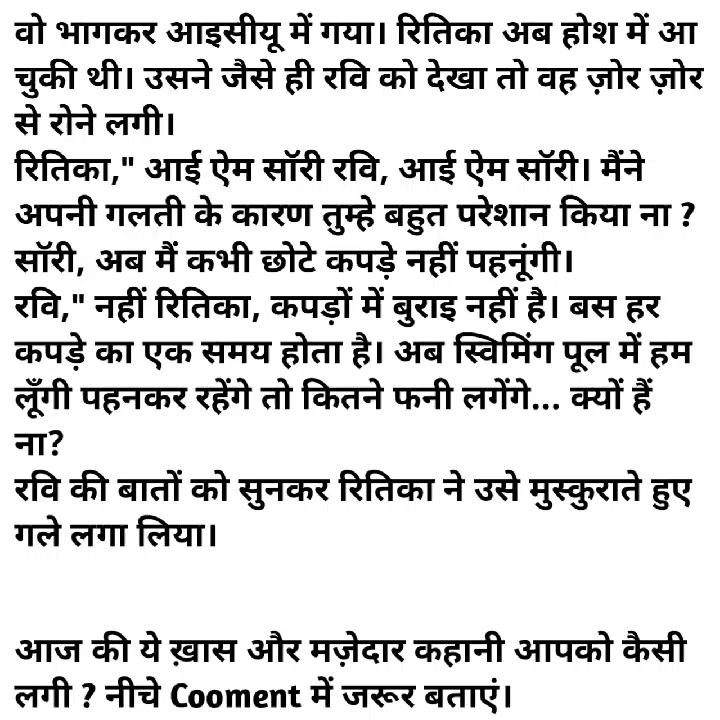 वो भागकर आइसीयू में गया। रितिका अब होश में आ
चुकी थी। उसने जैसे ही रवि को देखा तो वह ज़ोर ज़ोर
से रोने लगी।
रितिका," आई ऐम सॉरी रवि, आई ऐम सॉरी। मैंने
अपनी गलती के कारण तुम्हे बहुत परेशान किया ना ?
सॉरी, अब मैं कभी छोटे कपड़े नहीं पहनूंगी।
रवि," नहीं रितिका, कपड़ों में बुराइ नहीं है। बस हर
कपड़े का एक समय होता है। अब स्विमिंग पूल में हम
लूँगी पहनकर रहेंगे तो कितने फनी लगेंगे... क्यों हैं
ना?
रवि की बातों को सुनकर रितिका ने उसे मुस्कुराते हुए
गले लगा लिया।
आज की ये ख़ास और मज़ेदार कहानी आपको कैसी
लगी ? नीचे Cooment में जरूर बताएं।